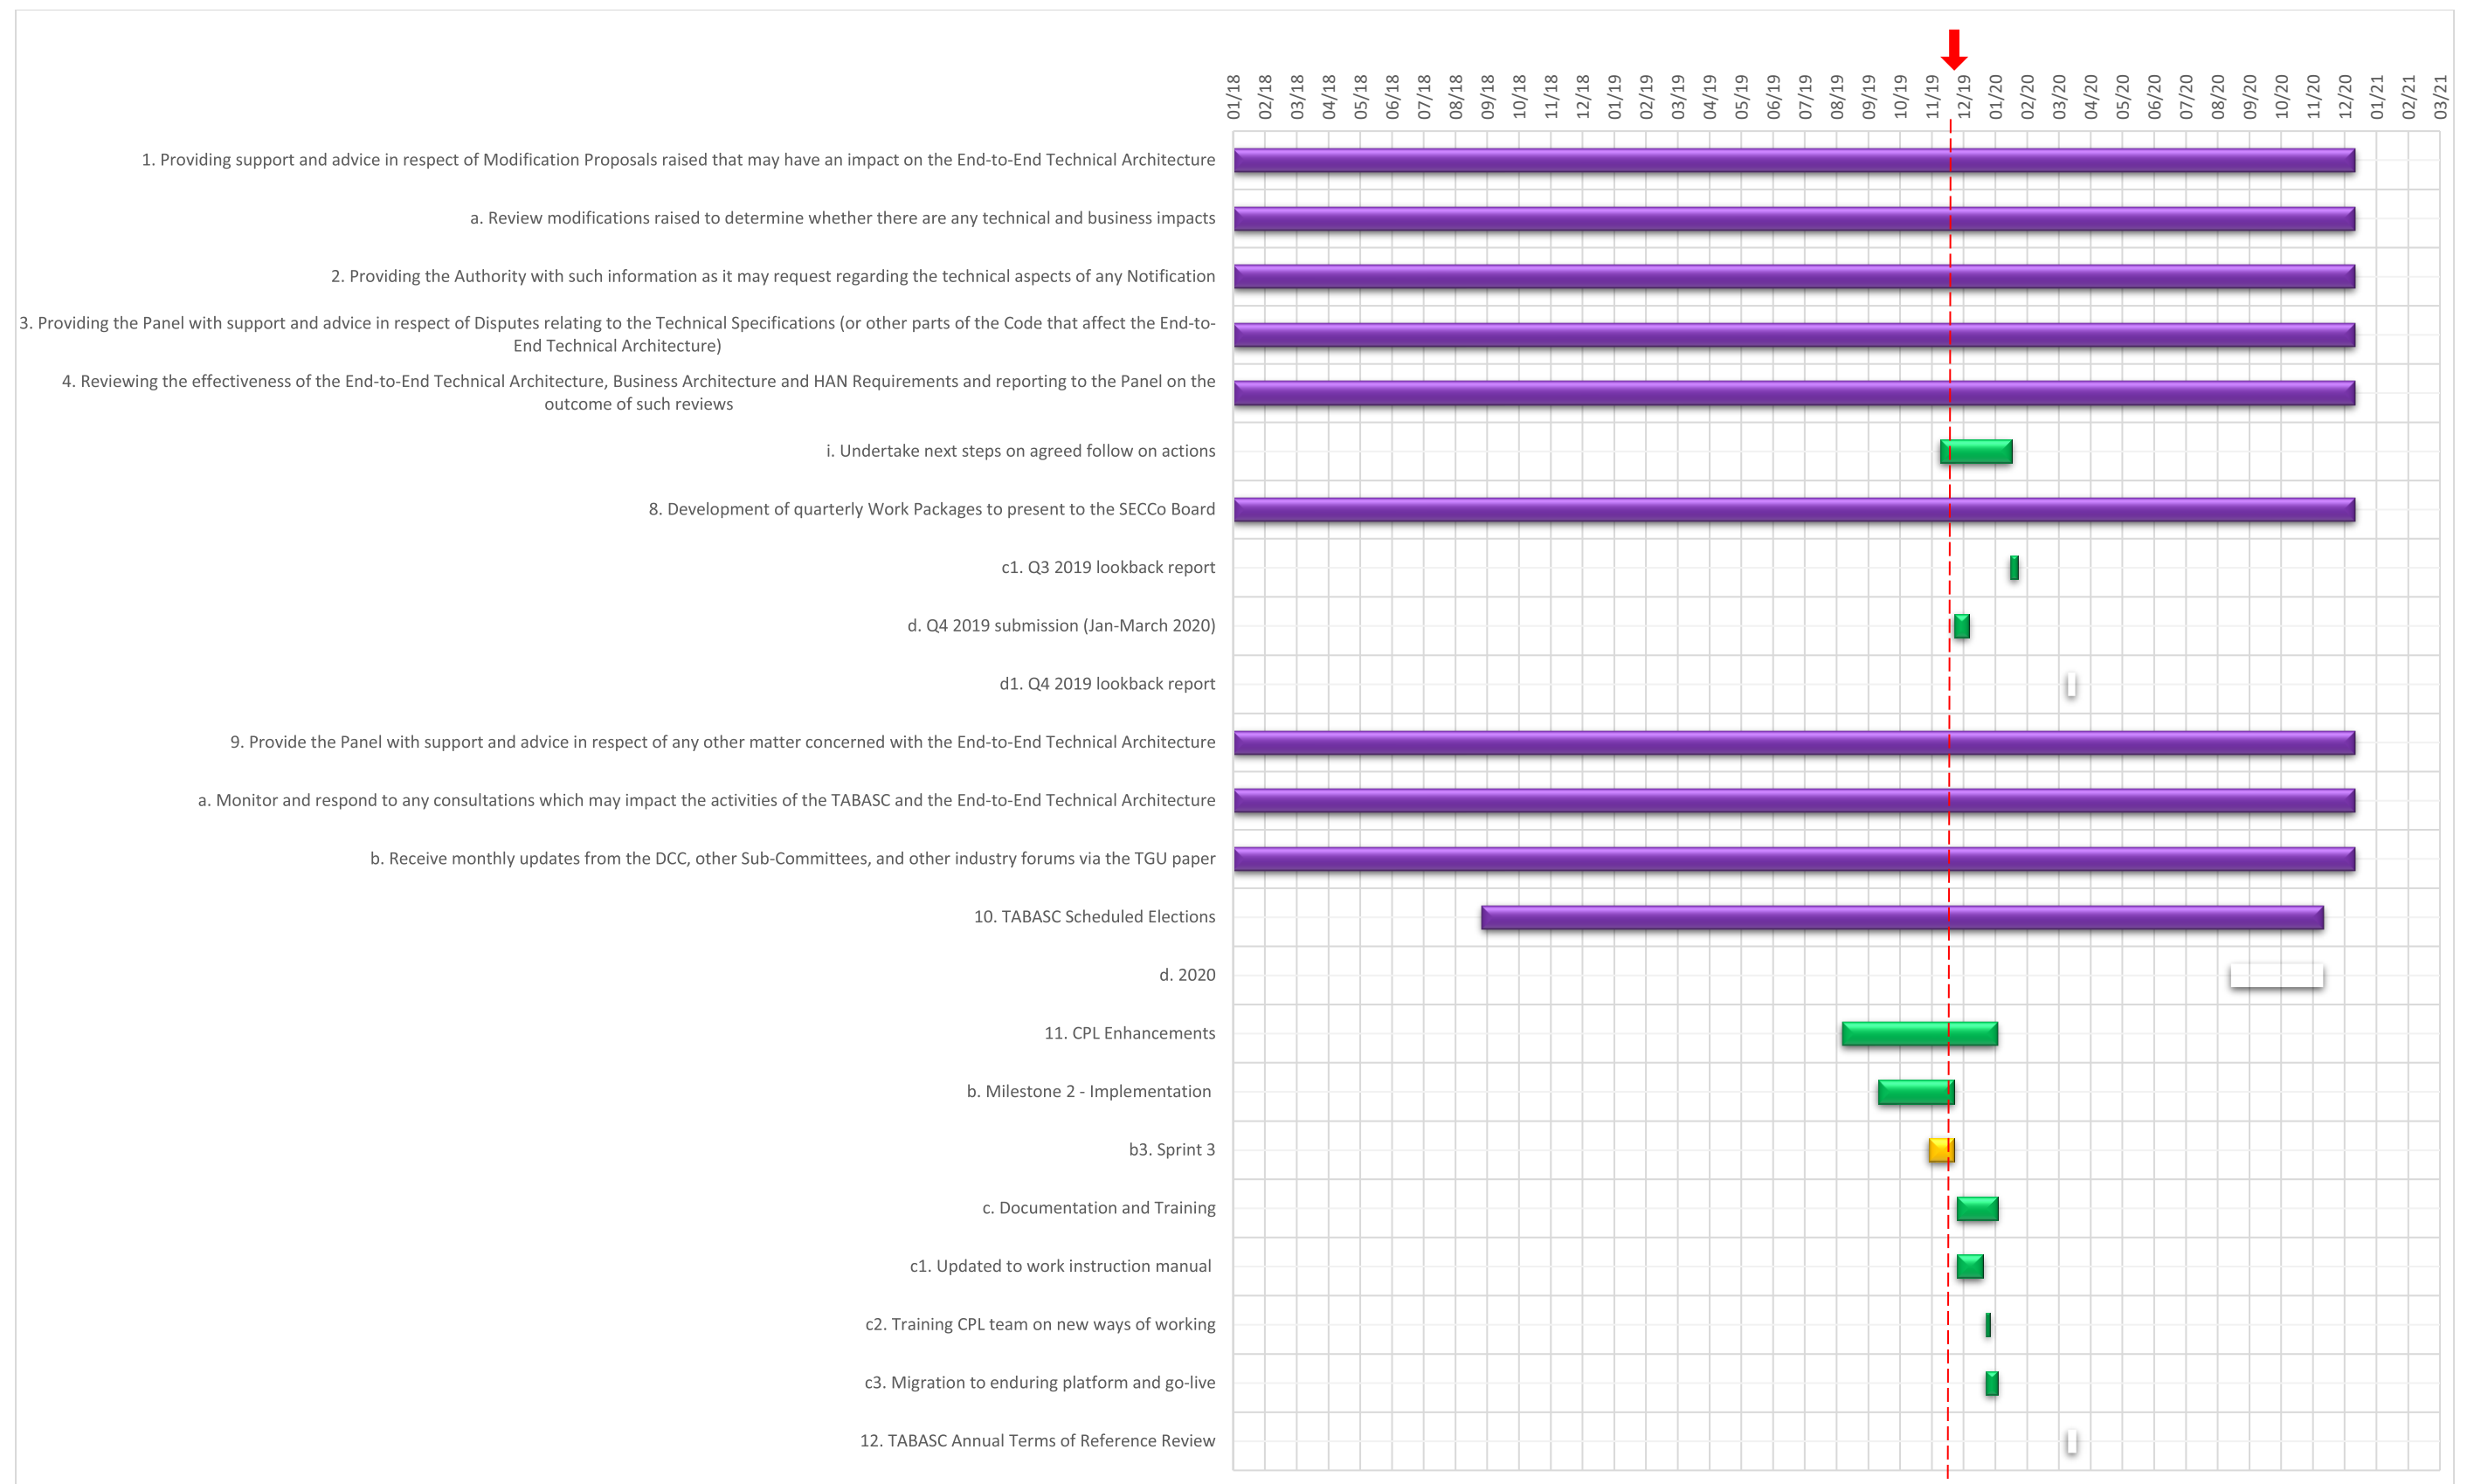 01/18 02/18 03/18 04/18 05/18 06/18 07/18 08/18 09/18 10/18 11/18 12/18 01/19 02/19 03/19 04/19 05/19 06/19 07/19 08/19 09/19 10/19 11/19 12/19 01/20 02/20 03/20 04/20 05/20 06/20 07/20 08/20 09/20 10/20 11/20 12/20 01/21 02/21 03/21
1. Providing support and advice in respect of Modification Proposals raised that may have an impact on the End-to-End Technical Architecture
a. Review modifications raised to determine whether there are any technical and business impacts
2. Providing the Authority with such information as it may request regarding the technical aspects of any Notification
3. Providing the Panel with support and advice in respect of Disputes relating to the Technical Specifications (or other parts of the Code that affect the End-to-
End Technical Architecture)
4. Reviewing the effectiveness of the End-to-End Technical Architecture, Business Architecture and HAN Requirements and reporting to the Panel on the
outcome of such reviews
i. Undertake next steps on agreed follow on actions
8. Development of quarterly Work Packages to present to the SECCo Board
c1. Q3 2019 lookback report
d. Q4 2019 submission (Jan-March 2020)
d1. Q4 2019 lookback report
9. Provide the Panel with support and advice in respect of any other matter concerned with the End-to-End Technical Architecture
a. Monitor and respond to any consultations which may impact the activities of the TABASC and the End-to-End Technical Architecture
b. Receive monthly updates from the DCC, other Sub-Committees, and other industry forums via the TGU paper
10. TABASC Scheduled Elections
d. 2020
11. CPL Enhancements
b. Milestone 2 - Implementation
b3. Sprint 3
c. Documentation and Training
c1. Updated to work instruction manual
c2. Training CPL team on new ways of working
c3. Migration to enduring platform and go-live
12. TABASC Annual Terms of Reference Review